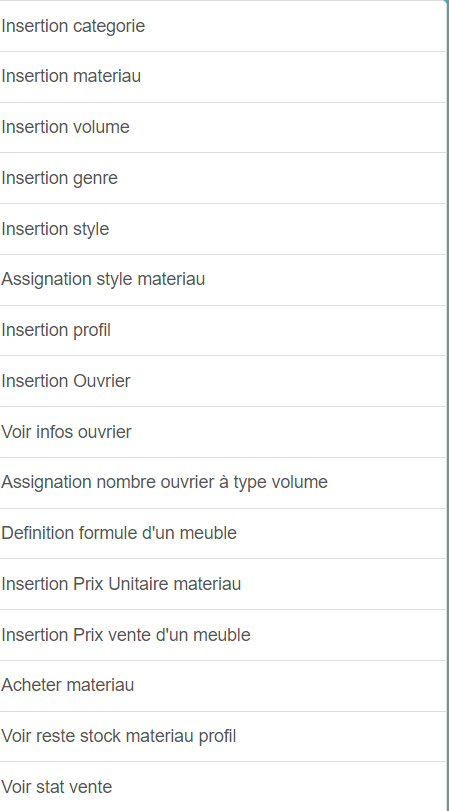 Insertion categorie
Insertion materiau
Insertion volume
Insertion genre
Insertion style
Assignation style materiau
Insertion profil
Insertion Ouvrier
Voir infos ouvrier
Assignation nombre ouvrier à type volume
Definition formule d'un meuble
Insertion Prix Unitaire materiau
Insertion Prix vente d'un meuble
Acheter materiau
Voir reste stock materiau profil
Voir stat vente